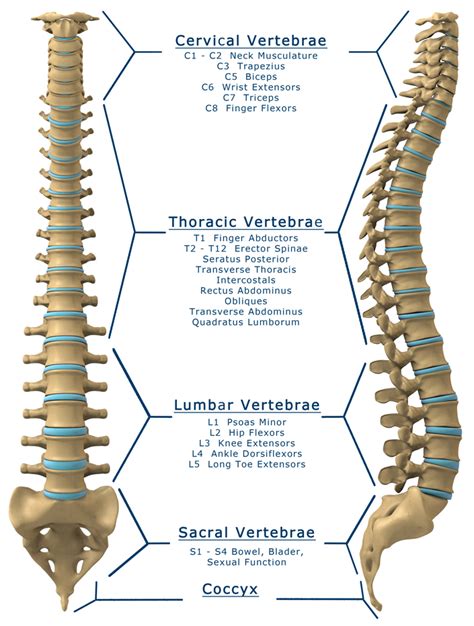 Cervical Vertebrae
C1 - C2 Neck Musculature
C3 Trapezius
C5 Biceps
C6 Wrist Extensors
C7 Triceps
C8 Finger Flexors
Thoracic Vertebrae
T1 Finger Abductors
T2 - T12 Erector Spinae
Seratus Posterior
Transverse Thoracis
Intercostals
Rectus Abdominus
Obliques
Transverse Abdominus
Quadratus Lumborum
Lumbar Vertebrae
L1 Psoas Minor
L2 Hip Flexors
L3 Knee Extensors
L4 Ankle Dorsiflexors
L5 Long Toe Extensors
Sacral Vertebrae
S1 - S4 Bowel, Blader,
Sexual Function
Coccyx